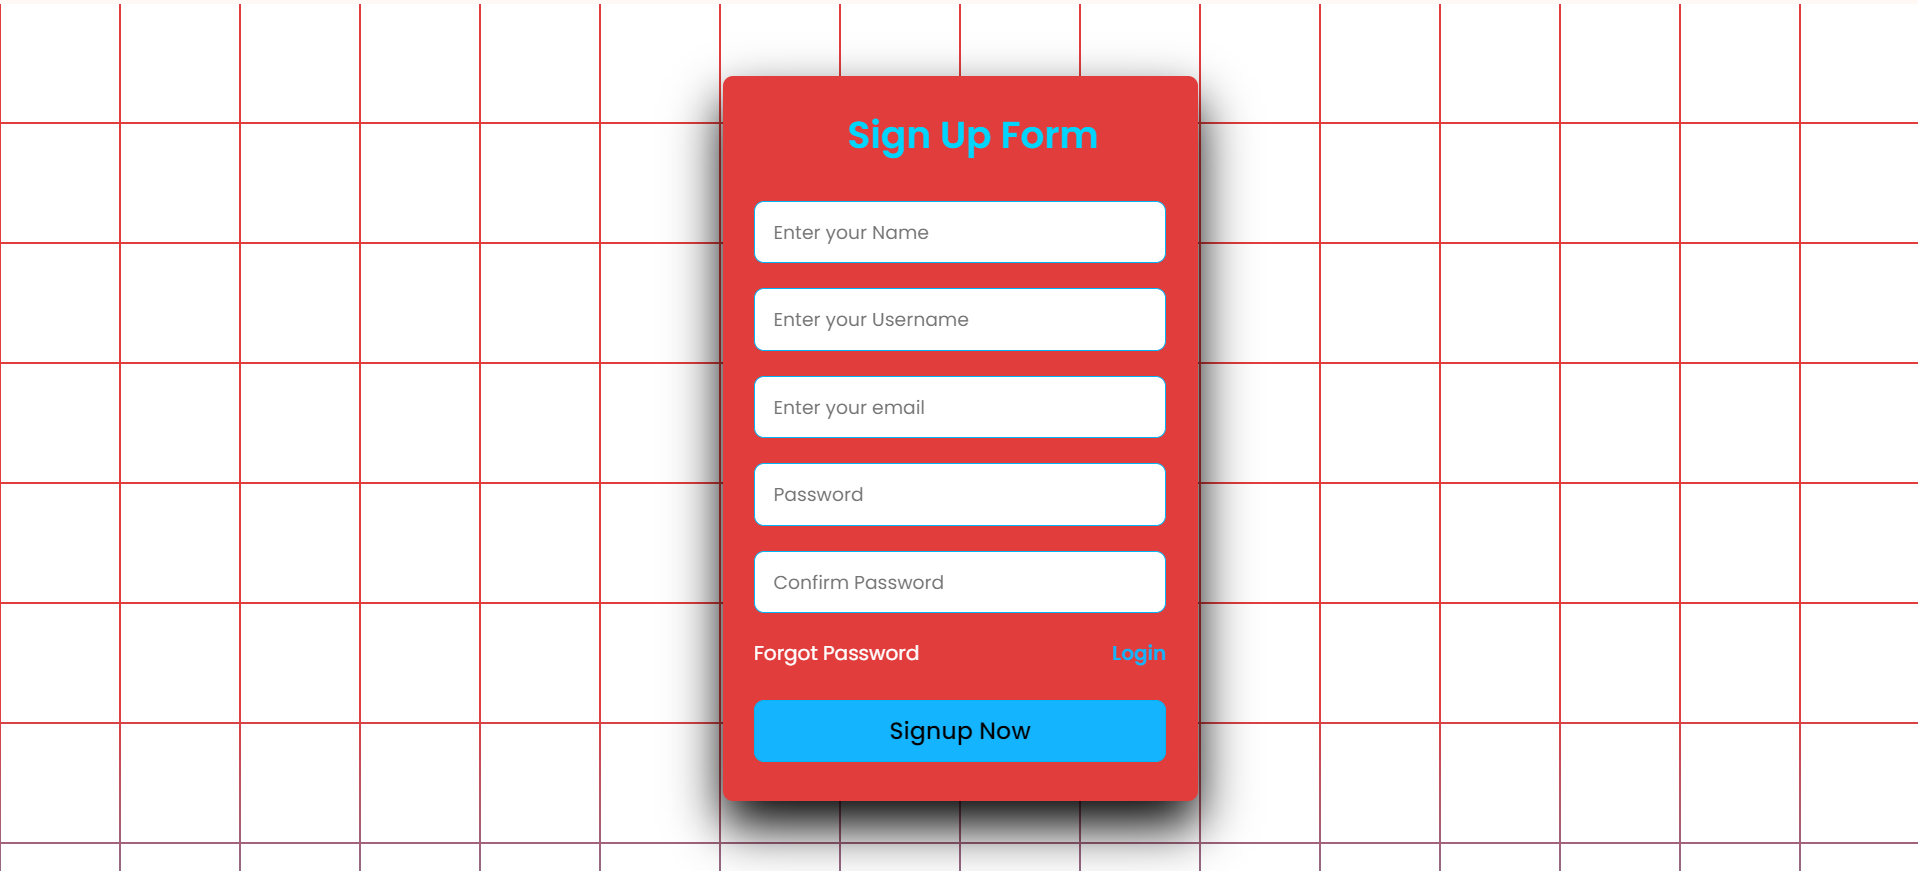 Sign Up Form
Enter your Name
Enter your Username
Enter your email
Password
Confirm Password
Forgot Password
Login
Signup Now